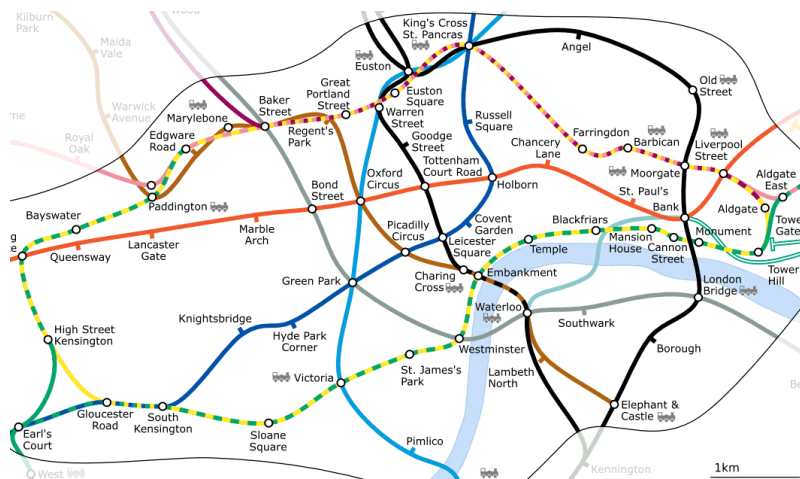 Kilburn
Park
Maida
Vale
Warwick
Avenue
Royal
Oak
King's Cross
St. Pancras
Euston
Angel
Old
Street
Great
Portland
Street
Euston
Square
Baker
Street
Marylebone
Edgware
Road
Regent's
Park
Warren
Street
Goodge
Street
Russell
Square
Farringdon
Barbican
Liverpool
Street
Moorgate
Aldgate
East
Aldgate
Chancery
Lane
Tottenham
Court Road
Holborn
Oxford
Circus
Bond
Street
St. Paul's
Bank
Paddington
Bayswater
Queensway
Lancaster
Gate
Marble
Arch
Picadilly
Circus
Covent
Garden
Leicester
Square
Blackfriars
Temple
Mansion
House
Cannon
Street
Monument
Tower
Hill
Gate
Charing
Cross
Embankment
Green Park
Waterloo
Southwark
London
Bridge
Knightsbridge
Hyde Park
Corner
High Street
Kensington
Westminster
St. James's
Park
Lambeth
North
Borough
Victoria
Elephant &
Castle
Gloucester
Road
South
Kensington
Sloane
Square
Earl's
Court
Pimlico
West
Kennington
1km